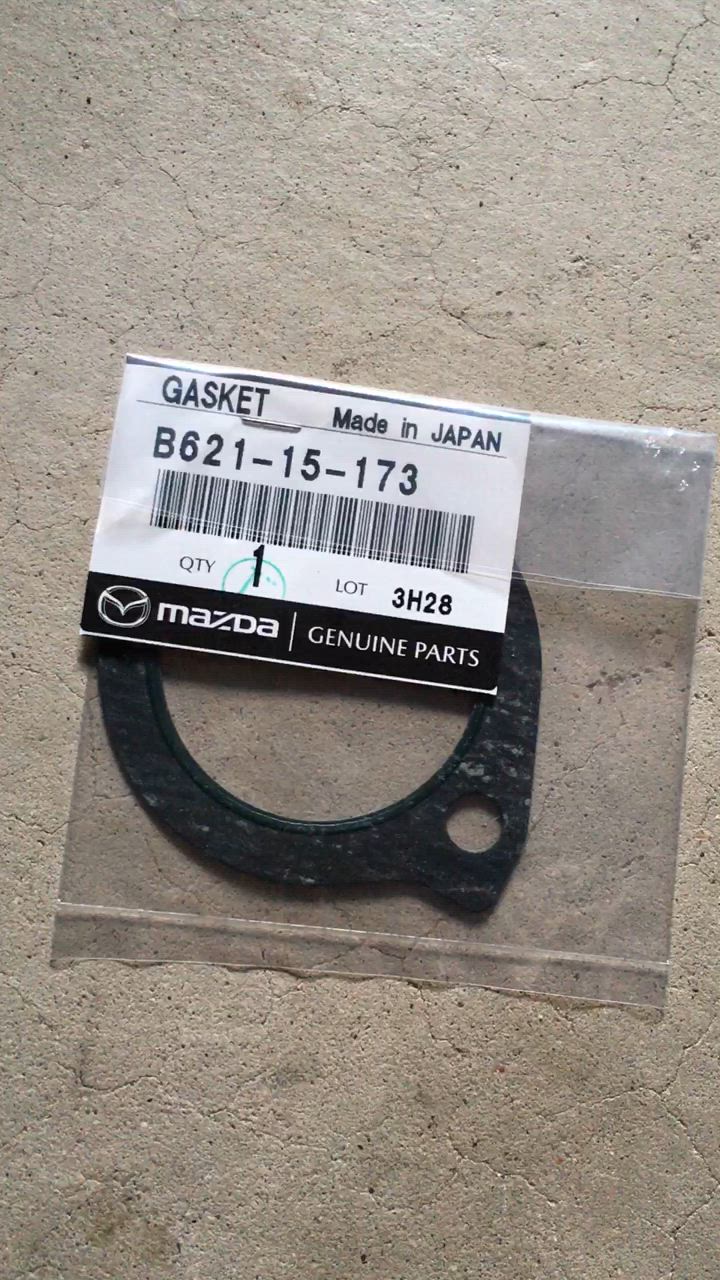 GASKET
Made in JAPAN
B621-15-173
QTY 1 LOT 3H28
mazda | GENUINE PARTS